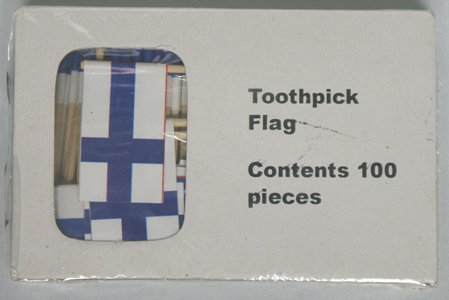 Toothpick
Flag
Contents 100
pieces